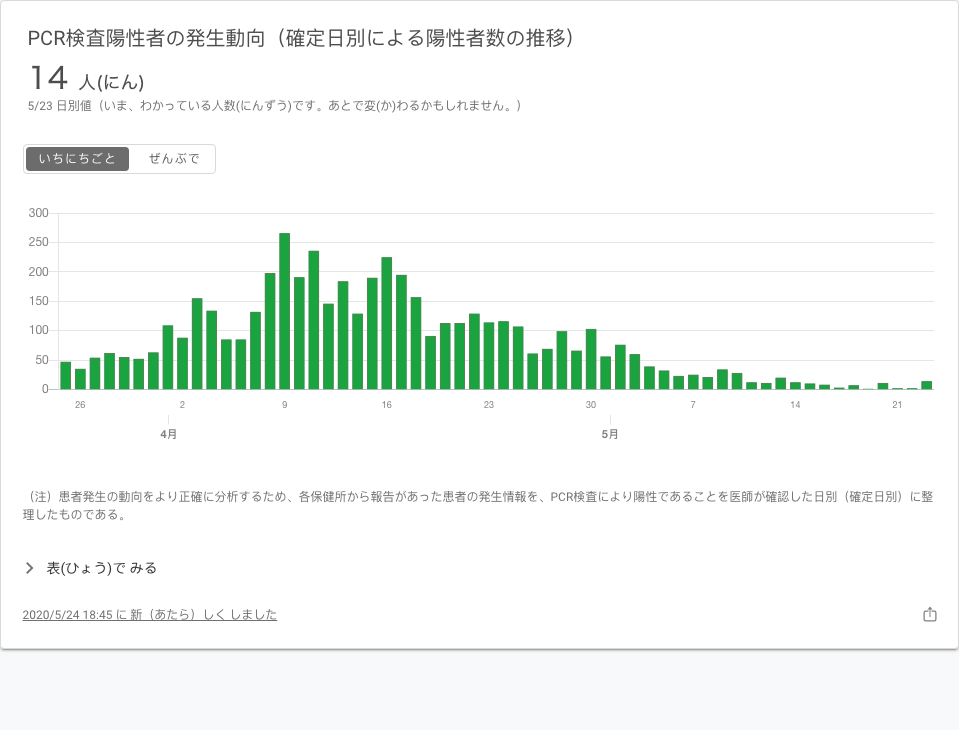 PCR検査陽性者の発生動向（確定日別による陽性者数の推移）
14 人(にん)
5/23 日別値（いま、わかっている人数(にんずう)です。あとで変(か)わるかもしれません。）
いちにちごと ぜんぶで
300
250
200
150
100
50
0
26 2 9 16 23 30 7 14 21
4月 5月
（注）患者発生の動向をより正確に分析するため、各保健所から報告があった患者の発生情報を、PCR検査により陽性であることを医師が確認した日別（確定日別）に整
理したものである。
表(ひょう)で みる
2020/5/24 18:45 に 新（あたら）しく しました